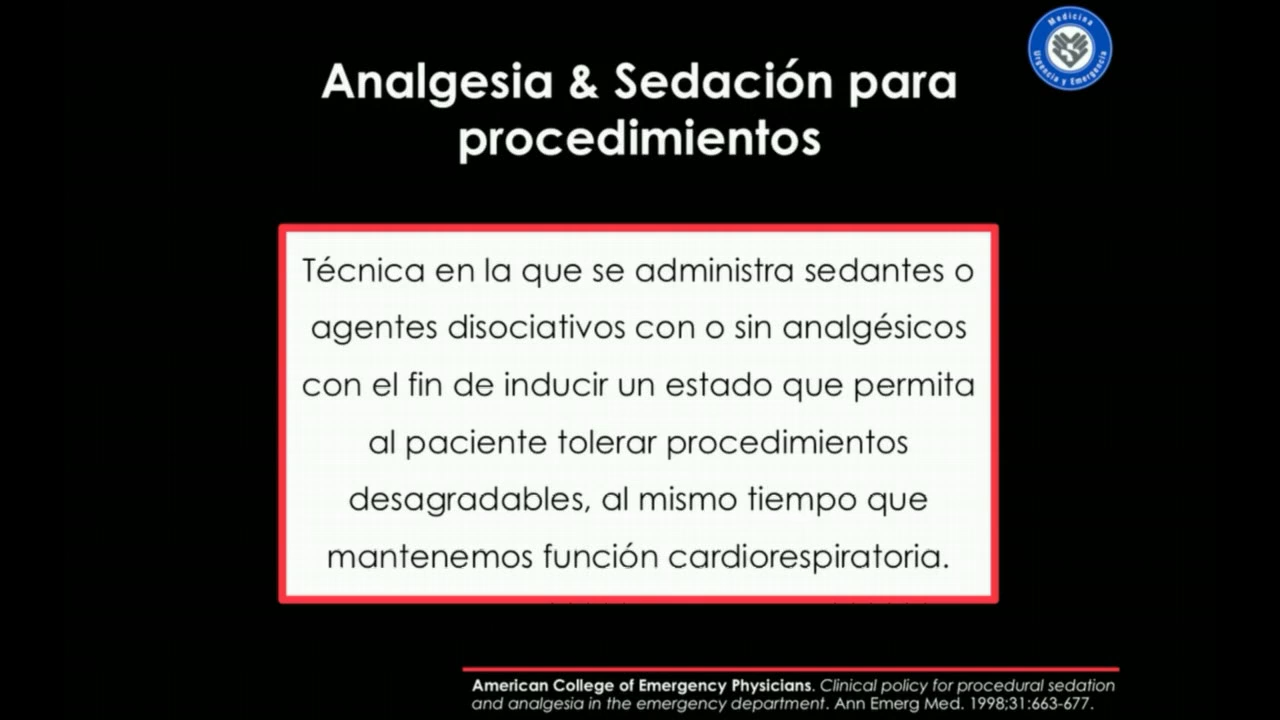 Medicina
Urgencia y Emergencia
Analgesia & Sedación para
procedimientos
Técnica en la que se administra sedantes o
agentes disociativos con o sin analgésicos
con el fin de inducir un estado que permita
al paciente tolerar procedimientos
desagradables, al mismo tiempo que
mantenemos función cardiorespiratoria.
American College of Emergency Physicians. Clinical policy for procedural sedation
and analgesia in the emergency department. Ann Emerg Med. 1998;31:663-677.